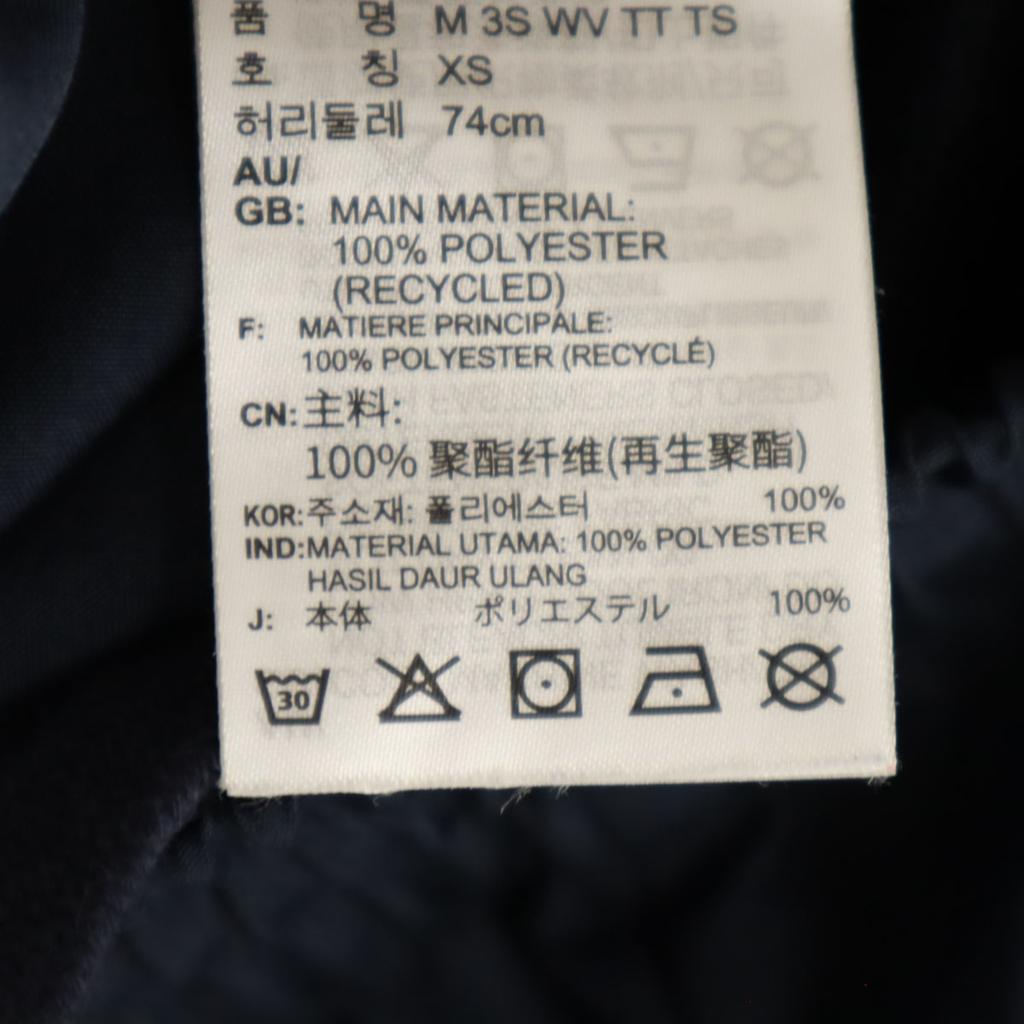 품 명 M 3S WV TT TS
호 칭 XS
허리둘레 74cm
AU/
GB: MAIN MATERIAL:
100% POLYESTER
(RECYCLED)
F: MATIERE PRINCIPALE:
100% POLYESTER (RECYCLÉ)
CN: 主料:
100% 聚酯纤维(再生聚酯)
KOR: 주소재: 폴리에스터 100%
IND: MATERIAL UTAMA: 100% POLYESTER
HASIL DAUR ULANG
J: 本体 ポリエステル 100%
30